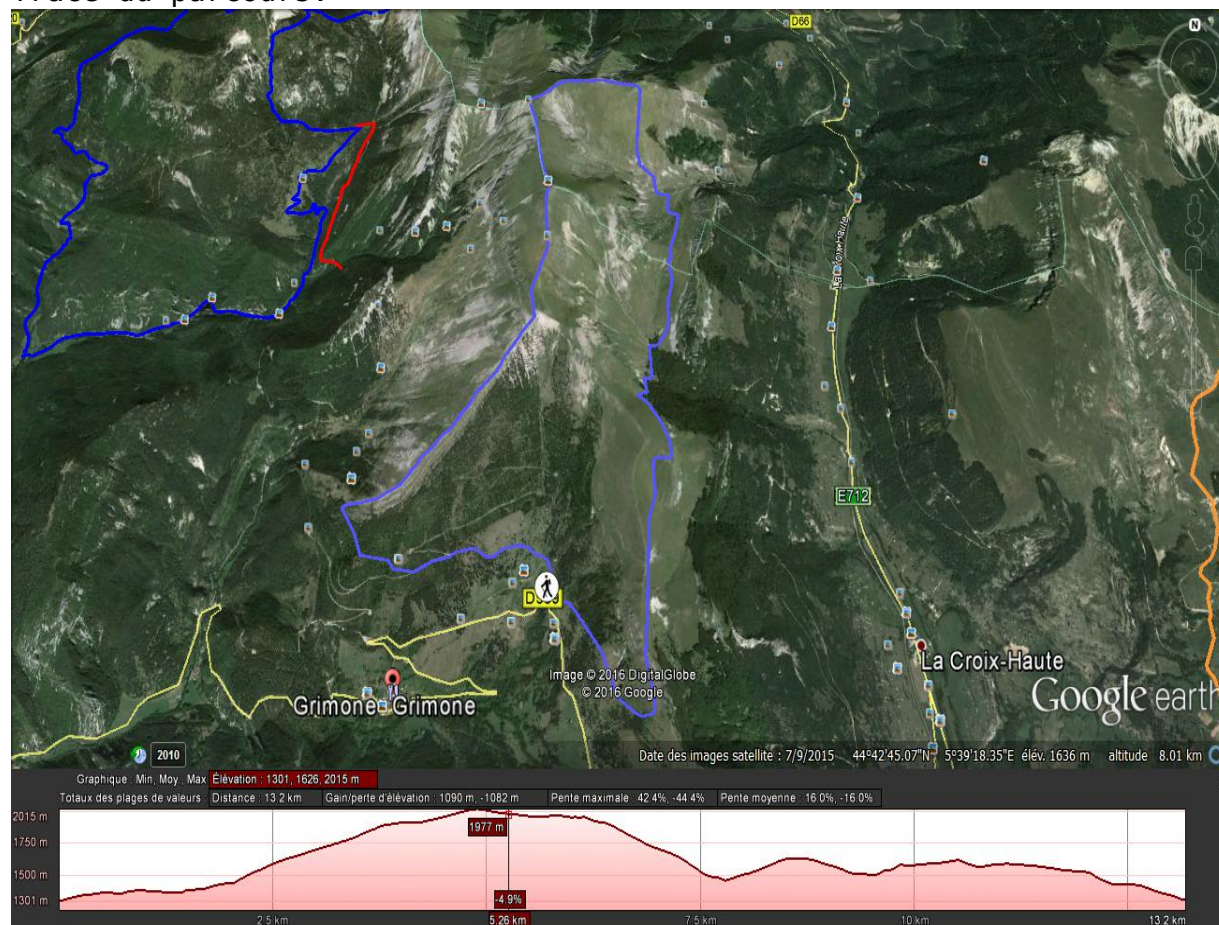 Tracé du parcours:
D66
N
La Croix-Haute
E712
La Croix-Haute
Grimone Grimone
Image © 2016 DigitalGlobe
© 2016 Google
Google earth
2010
Date des images satellite : 7/9/2015 44°42'45.07"N 5°39'18.35"E élév. 1636 m altitude 8.01 km
Graphique : Min, Moy, Max Élévation : 1301, 1626, 2015 m
Totaux des plages de valeurs Distance : 13.2 km Gain/perte d'élévation : 1090 m, -1082 m Pente maximale : 42.4%, -44.4% Pente moyenne : 16.0%, -16.0%
2015 m
1977 m
1750 m
1500 m
1301 m
-4.9%
2.5 km 5.26 km 7.5 km 10 km 13.2 km